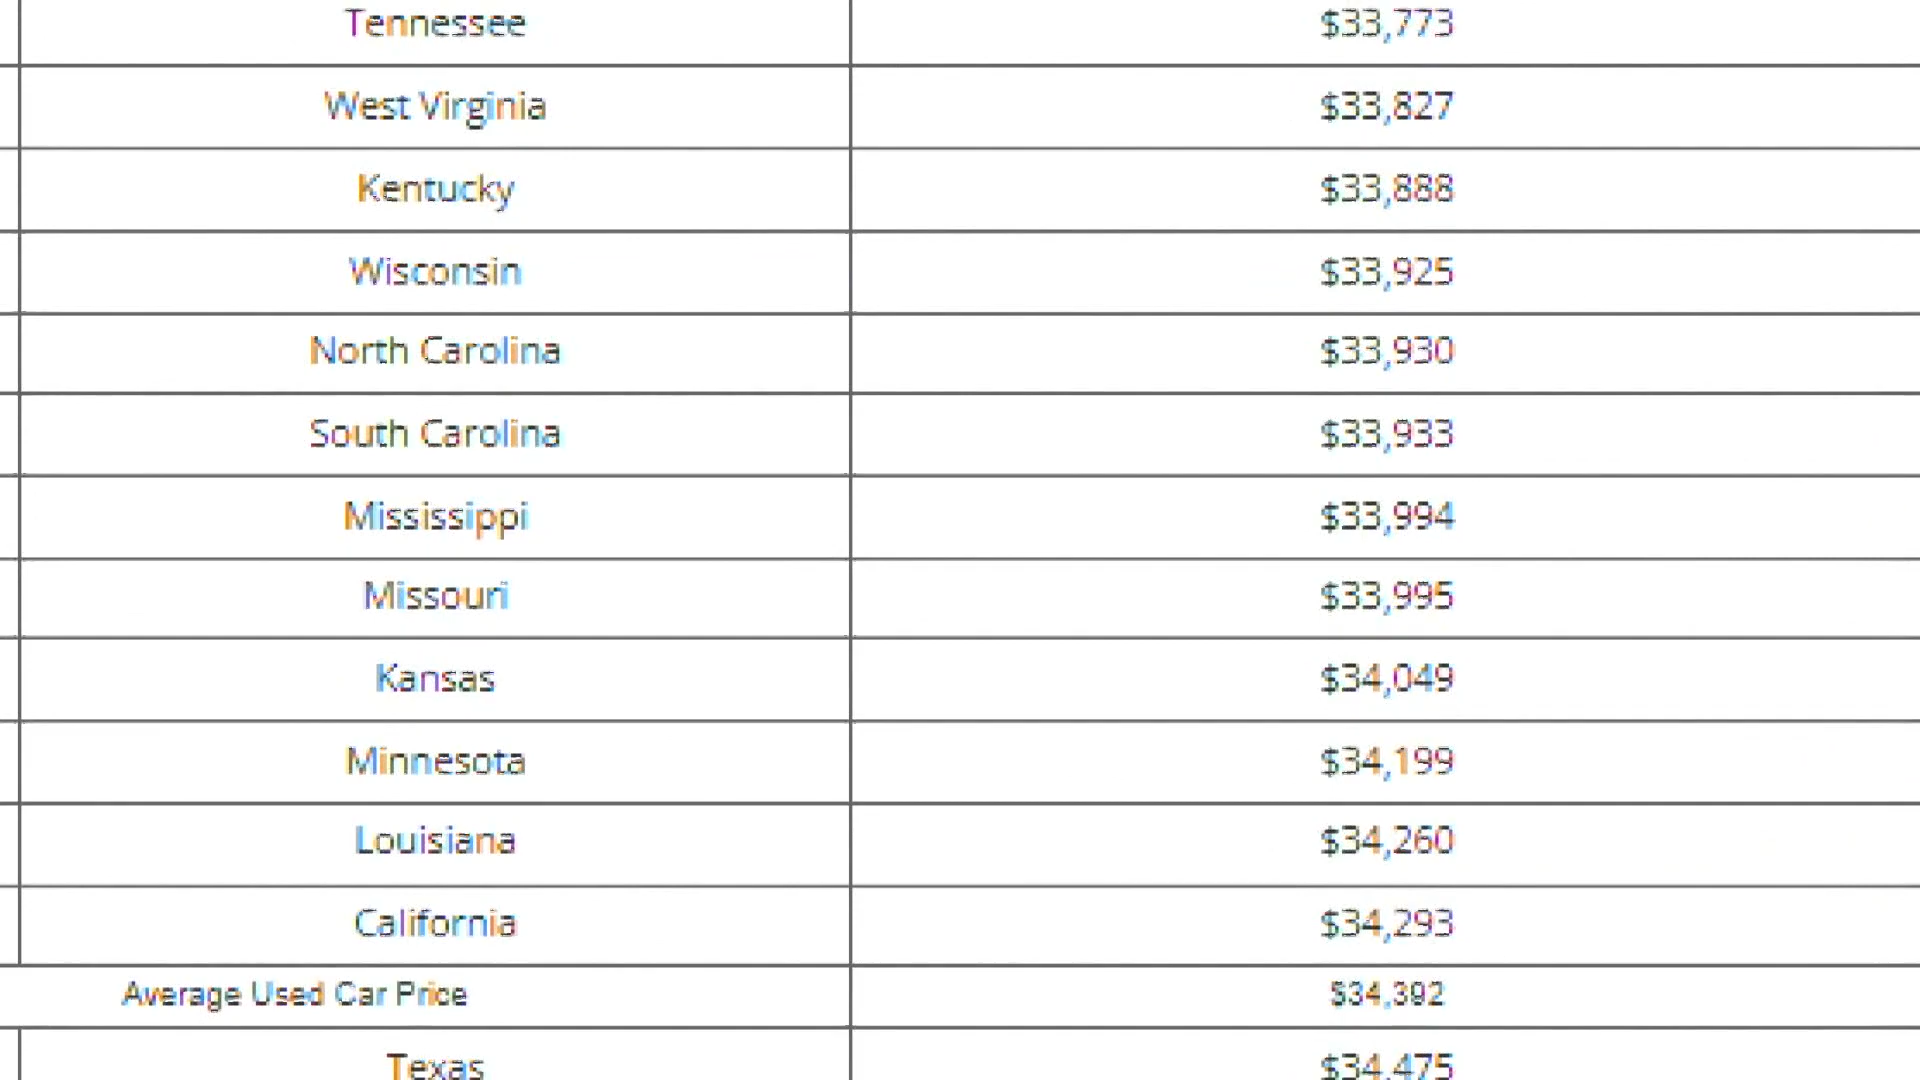 Tennessee $33,773
West Virginia $33,827
Kentucky $33,888
Wisconsin $33,925
North Carolina $33,930
South Carolina $33,933
Mississippi $33,994
Missouri $33,995
Kansas $34,049
Minnesota $34,199
Louisiana $34,260
California $34,293
Average Used Car Price $34,392
Texas $34,475